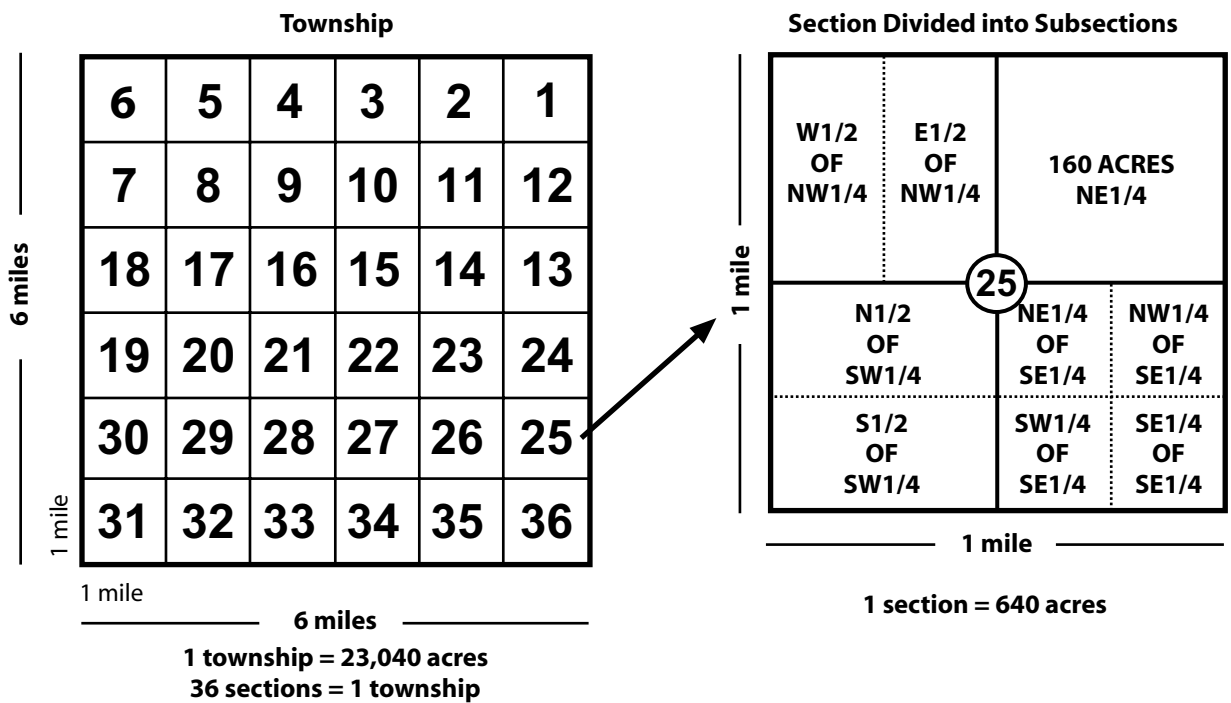 Township
6 5 4 3 2 1
7 8 9 10 11 12
18 17 16 15 14 13
19 20 21 22 23 24
30 29 28 27 26 25
31 32 33 34 35 36
6 miles
1 mile
1 mile
6 miles
1 township = 23,040 acres
36 sections = 1 township
Section Divided into Subsections
W1/2
OF
NW1/4
E1/2
OF
NW1/4
160 ACRES
NE1/4
25
N1/2
OF
SW1/4
NE1/4
OF
SE1/4
NW1/4
OF
SE1/4
S1/2
OF
SW1/4
SW1/4
OF
SE1/4
SE1/4
OF
SE1/4
1 mile
1 mile
1 section = 640 acres